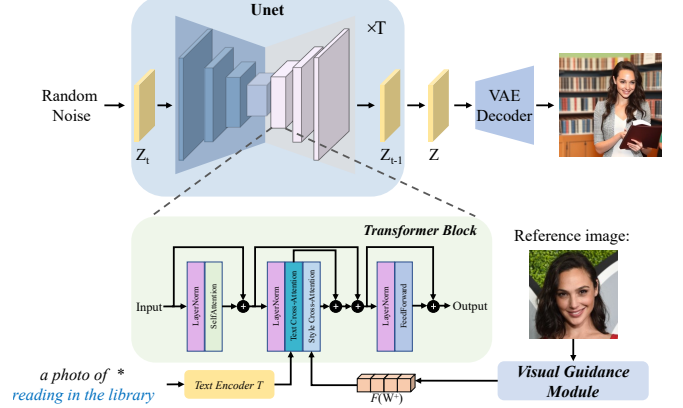 Unet
×T
Random
Noise
Z_t
Z_{t-1}
Z
VAE
Decoder
Transformer Block
Reference image:
Input
LayerNorm
SelfAttention
LayerNorm
Text Cross-Attention
Style Cross-Attention
LayerNorm
FeedForward
Output
a photo of *
reading in the library
Text Encoder T
F(W⁺)
Visual Guidance
Module